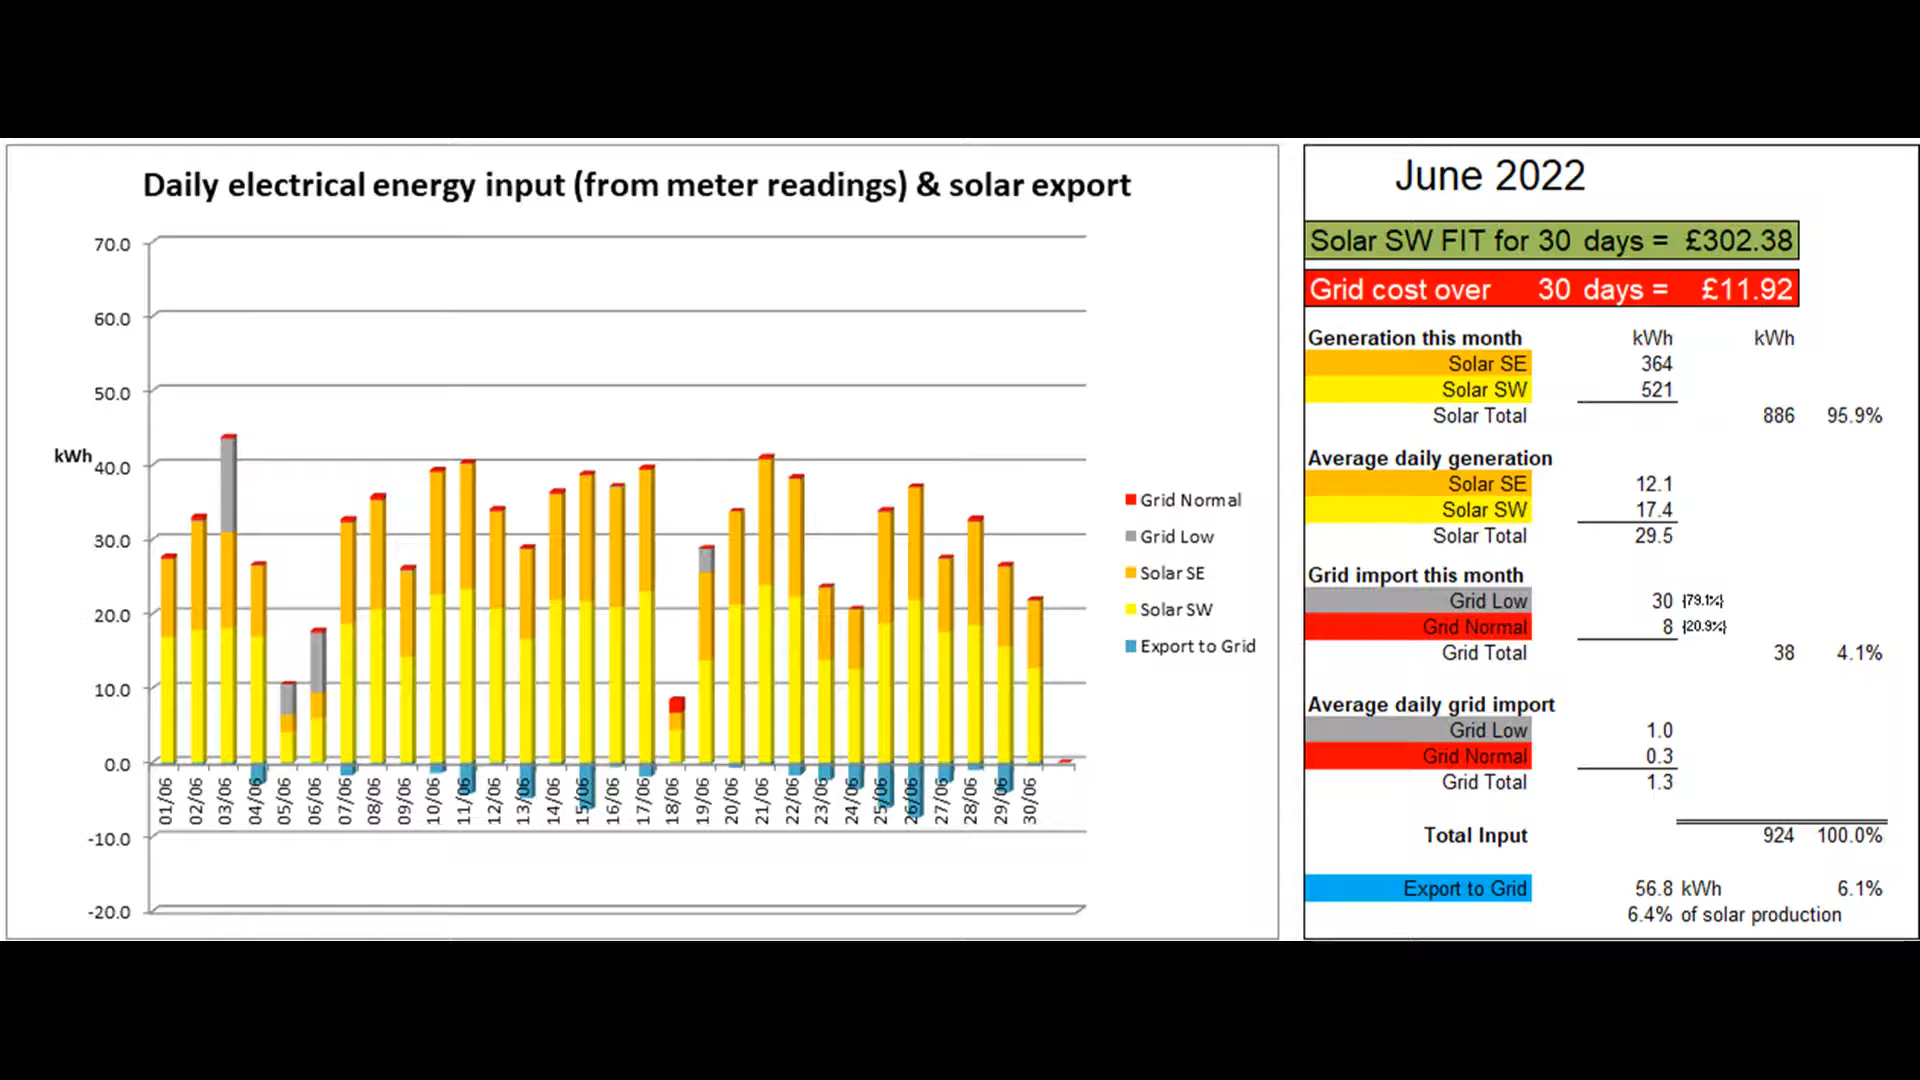 Daily electrical energy input (from meter readings) & solar export
70.0
60.0
50.0
kWh
40.0
30.0
20.0
10.0
0.0
-10.0
-20.0
01/06 02/06 03/06 04/06 05/06 06/06 07/06 08/06 09/06 10/06 11/06 12/06 13/06 14/06 15/06 16/06 17/06 18/06 19/06 20/06 21/06 22/06 23/06 24/06 25/06 26/06 27/06 28/06 29/06 30/06
Grid Normal
Grid Low
Solar SE
Solar SW
Export to Grid
June 2022
Solar SW FIT for 30 days = £302.38
Grid cost over 30 days = £11.92
Generation this month kWh kWh
Solar SE 364
Solar SW 521
Solar Total 886 95.9%
Average daily generation
Solar SE 12.1
Solar SW 17.4
Solar Total 29.5
Grid import this month
Grid Low 30 (79.1%)
Grid Normal 8 (20.9%)
Grid Total 38 4.1%
Average daily grid import
Grid Low 1.0
Grid Normal 0.3
Grid Total 1.3
Total Input 924 100.0%
Export to Grid 56.8 kWh 6.1%
6.4% of solar production